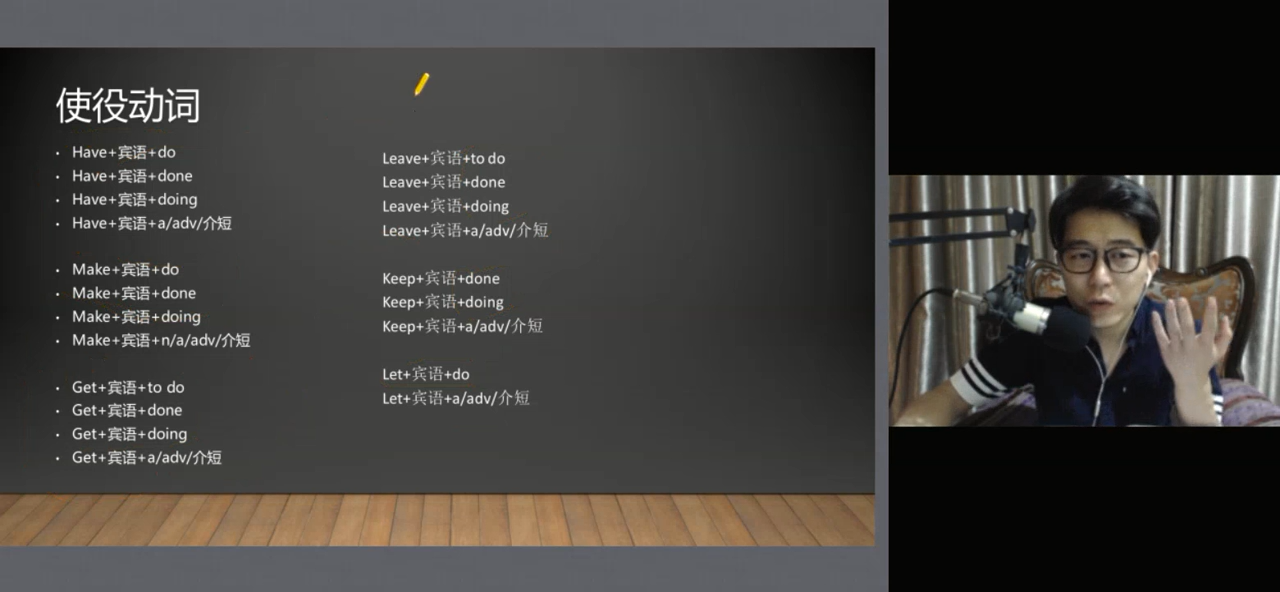 使役动词
• Have+宾语+do
• Have+宾语+done
• Have+宾语+doing
• Have+宾语+a/adv/介短
• Make+宾语+do
• Make+宾语+done
• Make+宾语+doing
• Make+宾语+n/a/adv/介短
• Get+宾语+to do
• Get+宾语+done
• Get+宾语+doing
• Get+宾语+a/adv/介短
Leave+宾语+to do
Leave+宾语+done
Leave+宾语+doing
Leave+宾语+a/adv/介短
Keep+宾语+done
Keep+宾语+doing
Keep+宾语+a/adv/介短
Let+宾语+do
Let+宾语+a/adv/介短